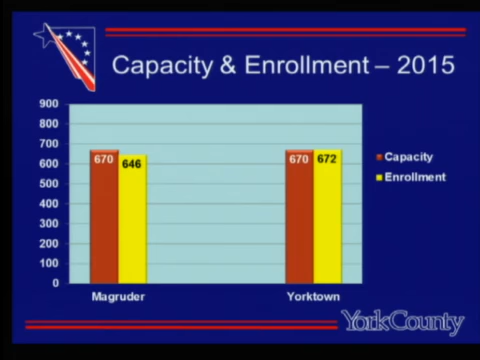 Capacity & Enrollment – 2015
900
800
700
600
500
400
300
200
100
0
670
646
670
672
Magruder
Yorktown
Capacity
Enrollment
YorkCounty